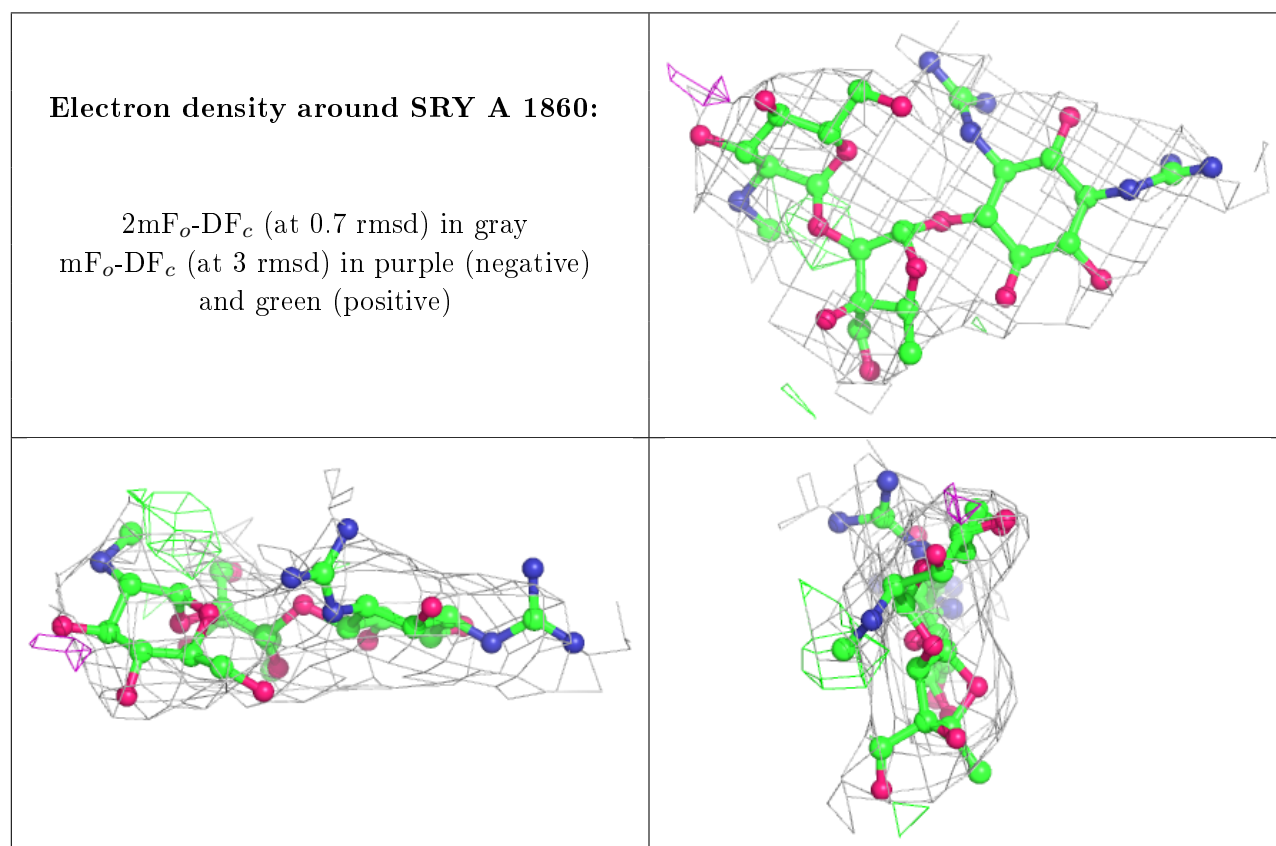 Electron density around SRY A 1860:
2mFo-DFc (at 0.7 rmsd) in gray
mFo-DFc (at 3 rmsd) in purple (negative)
and green (positive)